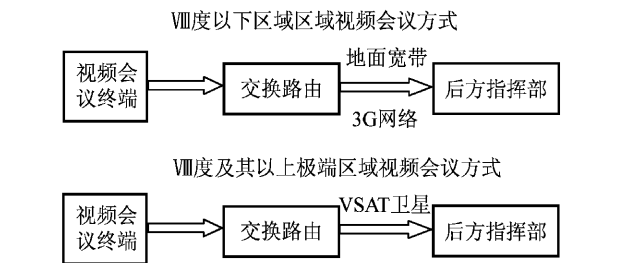 Ⅷ度以下区域区域视频会议方式
视频会
议终端
交换路由
地面宽带
3G网络
后方指挥部
Ⅷ度及其以上极端区域视频会议方式
视频会
议终端
交换路由
VSAT卫星
后方指挥部